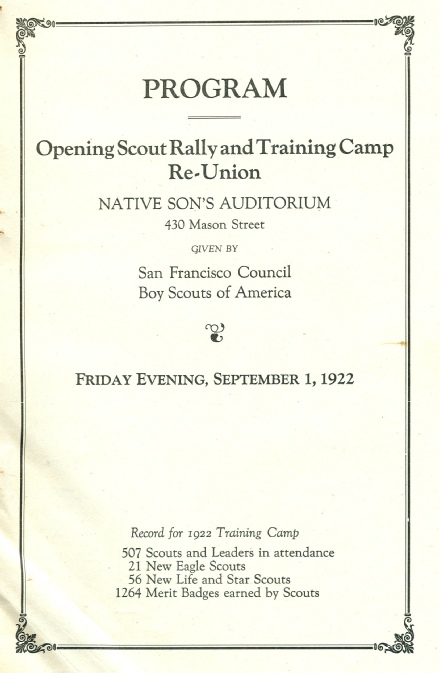 PROGRAM
Opening Scout Rally and Training Camp
Re-Union
NATIVE SON'S AUDITORIUM
430 Mason Street
GIVEN BY
San Francisco Council
Boy Scouts of America
FRIDAY EVENING, SEPTEMBER 1, 1922
Record for 1922 Training Camp
507 Scouts and Leaders in attendance
21 New Eagle Scouts
56 New Life and Star Scouts
1264 Merit Badges earned by Scouts